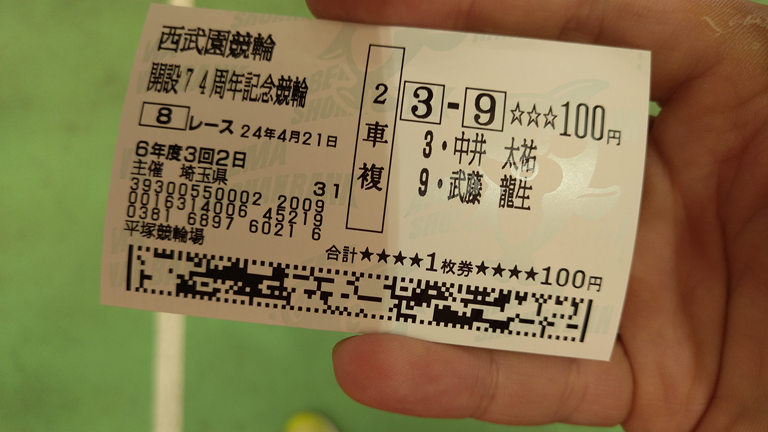 西武園競輪
開設74周年記念競輪
8 レース 24年4月21日
6年度3回2日
主催 埼玉県 31
39300550002 2009
0016314006 45219
0381 6897 6021 6
平塚競輪場
2車複
3-9 ☆☆☆100円
3・中井 太祐
9・武藤 龍生
合計★★★★1枚券★★★★100円